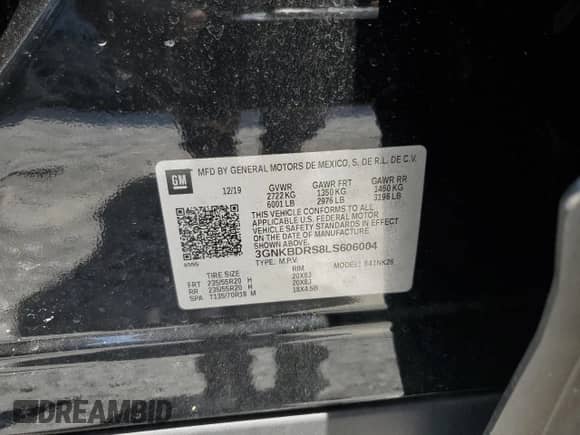 GM
MFD BY GENERAL MOTORS DE MEXICO, S. DE R.L. DE C.V.
12/19 GVWR GAWR FRT GAWR RR
2722 KG 1350 KG 1450 KG
6001 LB 2976 LB 3196 LB
THIS VEHICLE CONFORMS TO ALL
APPLICABLE U.S. FEDERAL MOTOR
VEHICLE SAFETY STANDARDS IN EFFECT
ON THE DATE OF MANUFACTURE
SHOWN ABOVE.
3GNKBDRS8LS606004
TYPE: M.P.V. MODEL:
TIRE SIZE RIM
FRT 235/55R20 H 20X8J
RR 235/55R20 H 20X8J
SPA T135/70R18 M 18X4.5B
DREAMBID